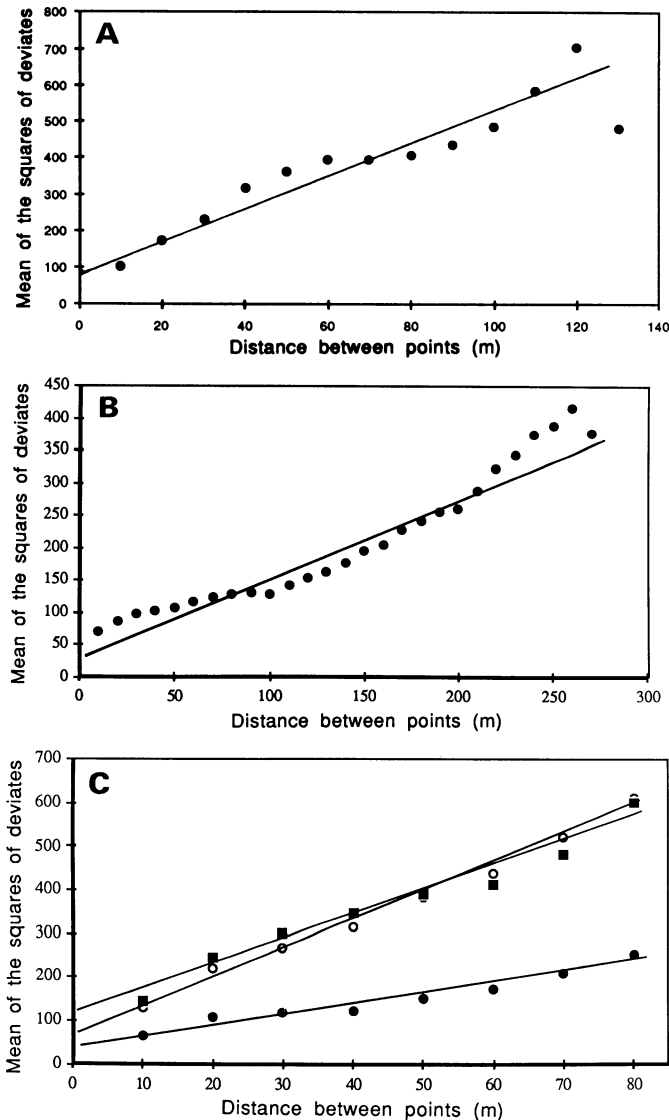 A
Mean of the squares of deviates
800
700
600
500
400
300
200
100
0
0 20 40 60 80 100 120 140
Distance between points (m)
B
Mean of the squares of deviates
450
400
350
300
250
200
150
100
50
0
0 50 100 150 200 250 300
Distance between points (m)
C
Mean of the squares of deviates
700
600
500
400
300
200
100
0
0 10 20 30 40 50 60 70 80
Distance between points (m)